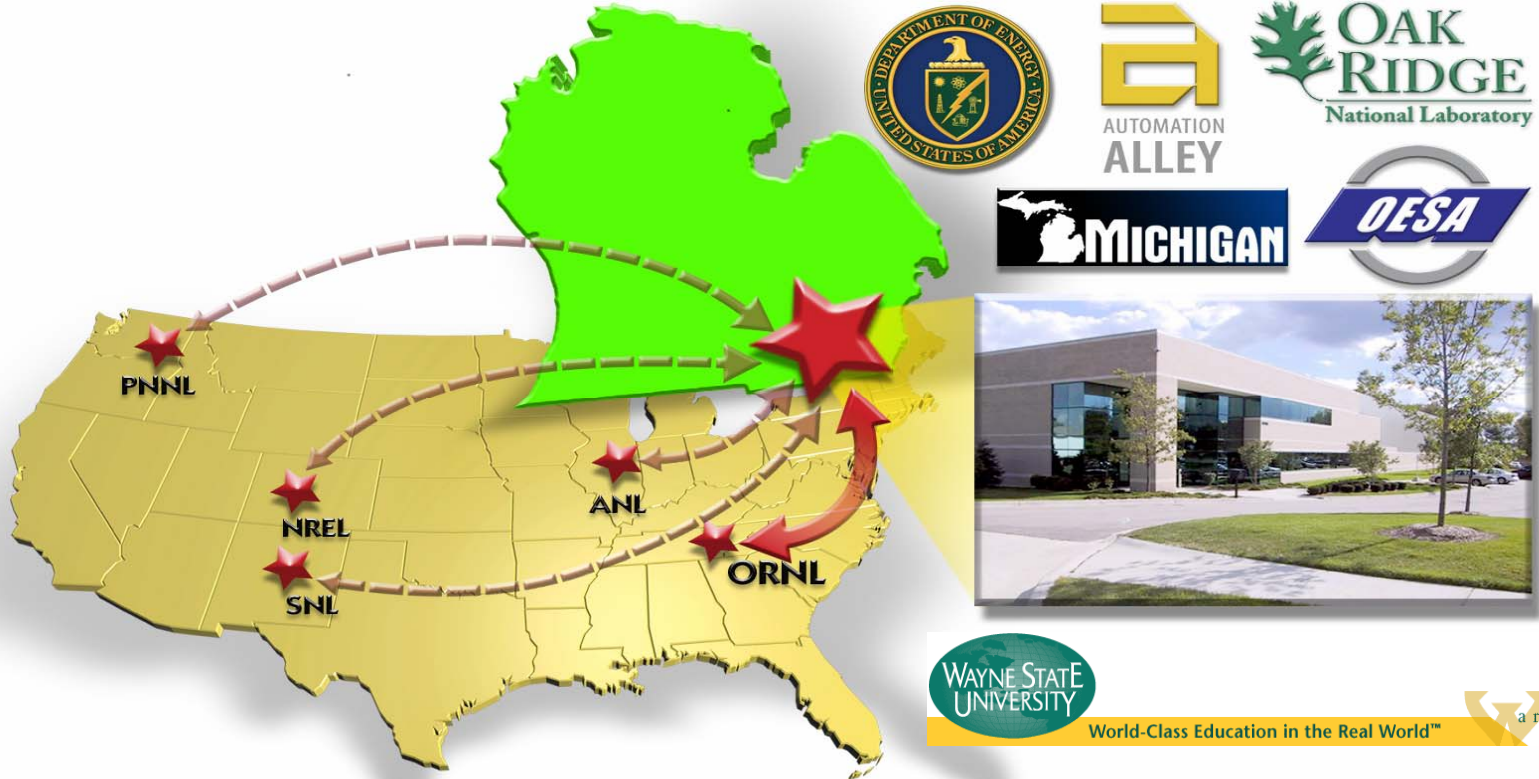 DEPARTMENT OF ENERGY
UNITED STATES OF AMERICA
AUTOMATION
ALLEY
OAK
RIDGE
National Laboratory
MICHIGAN
OESA
PNNL
NREL
SNL
ANL
ORNL
WAYNE STATE
UNIVERSITY
World-Class Education in the Real World™